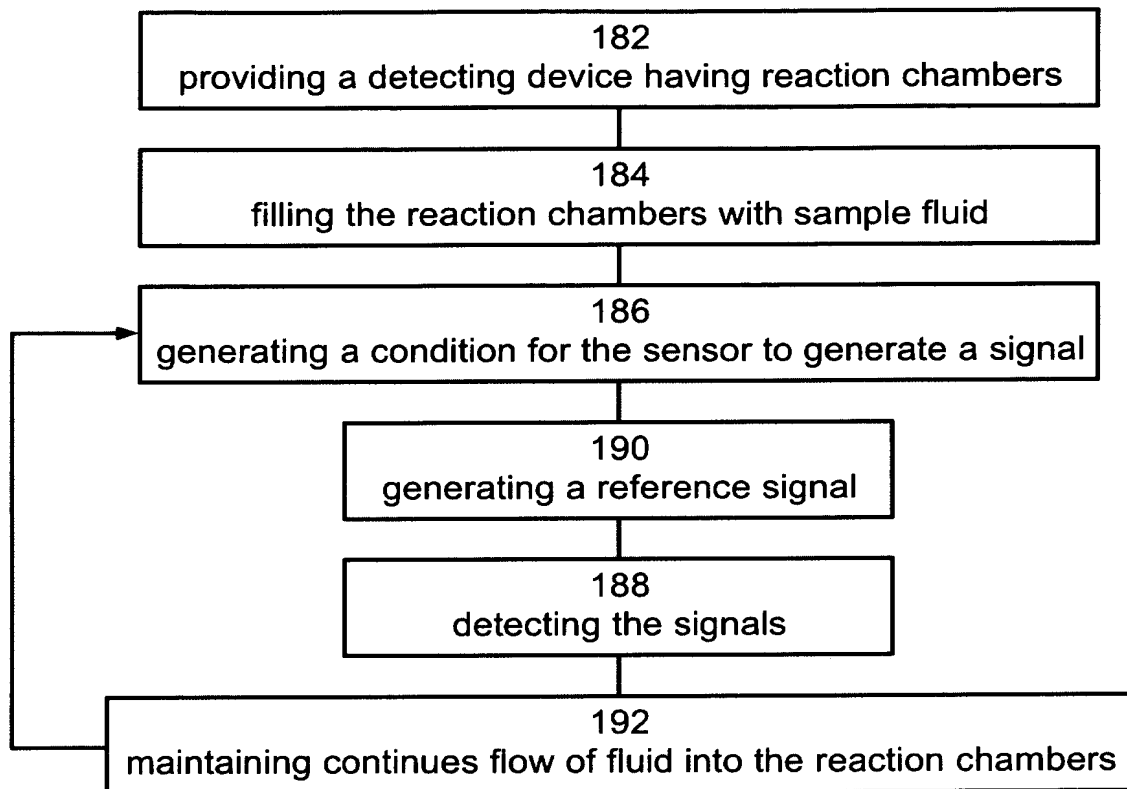 182
providing a detecting device having reaction chambers
184
filling the reaction chambers with sample fluid
186
generating a condition for the sensor to generate a signal
190
generating a reference signal
188
detecting the signals
192
maintaining continues flow of fluid into the reaction chambers